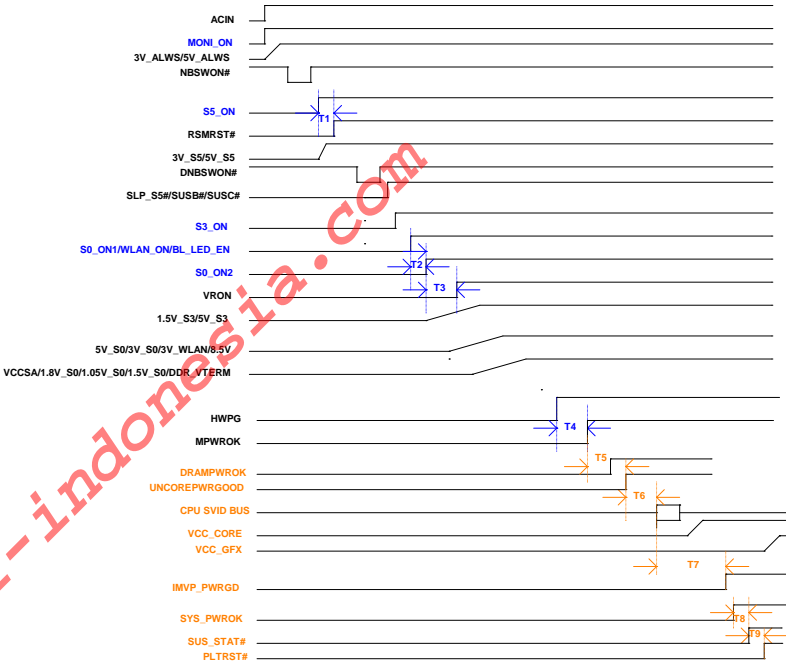 ACIN
MONI_ON
3V_ALWS/5V_ALWS
NBSWON#
S5_ON
T1
RSMRST#
3V_S5/5V_S5
DNBSWON#
SLP_S5#/SUSB#/SUSC#
S3_ON
S0_ON1/WLAN_ON/BL_LED_EN
T2
S0_ON2
T3
VRON
1.5V_S3/5V_S3
5V_S0/3V_S0/3V_WLAN/8.5V
VCCSA/1.8V_S0/1.05V_S0/1.5V_S0/DDR_VTERM
HWPG
T4
MPWROK
T5
DRAMPWROK
UNCOREPWRGOOD
T6
CPU SVID BUS
VCC_CORE
VCC_GFX
T7
IMVP_PWRGD
SYS_PWROK
T8
T9
SUS_STAT#
PLTRST#
-indonesia.com